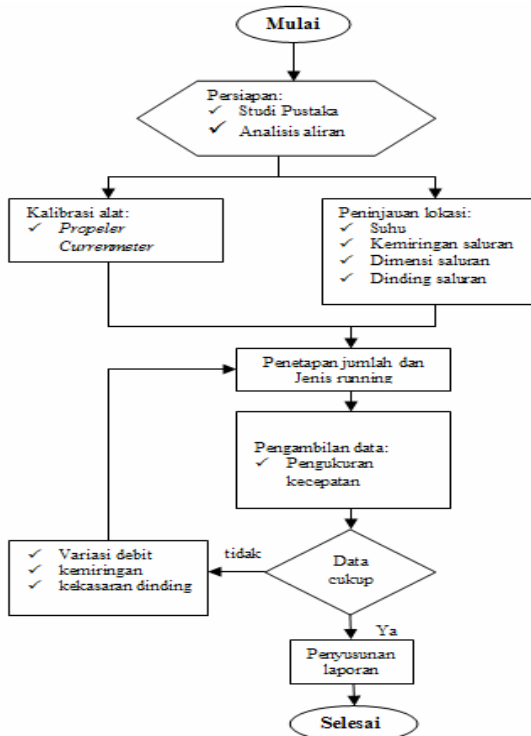 Mulai
Persiapan:
✓ Studi Pustaka
✓ Analisis aliran
Kalibrasi alat:
✓ Propeler
Currenmeter
Peninjauan lokasi:
✓ Suhu
✓ Kemiringan saluran
✓ Dimensi saluran
✓ Dinding saluran
Penetapan jumlah dan
Jenis running
Pengambilan data:
✓ Pengukuran
kecepatan
✓ Variasi debit
✓ kemiringan
✓ kekasaran dinding
tidak
Data
cukup
Ya
Penyusunan
laporan
Selesai